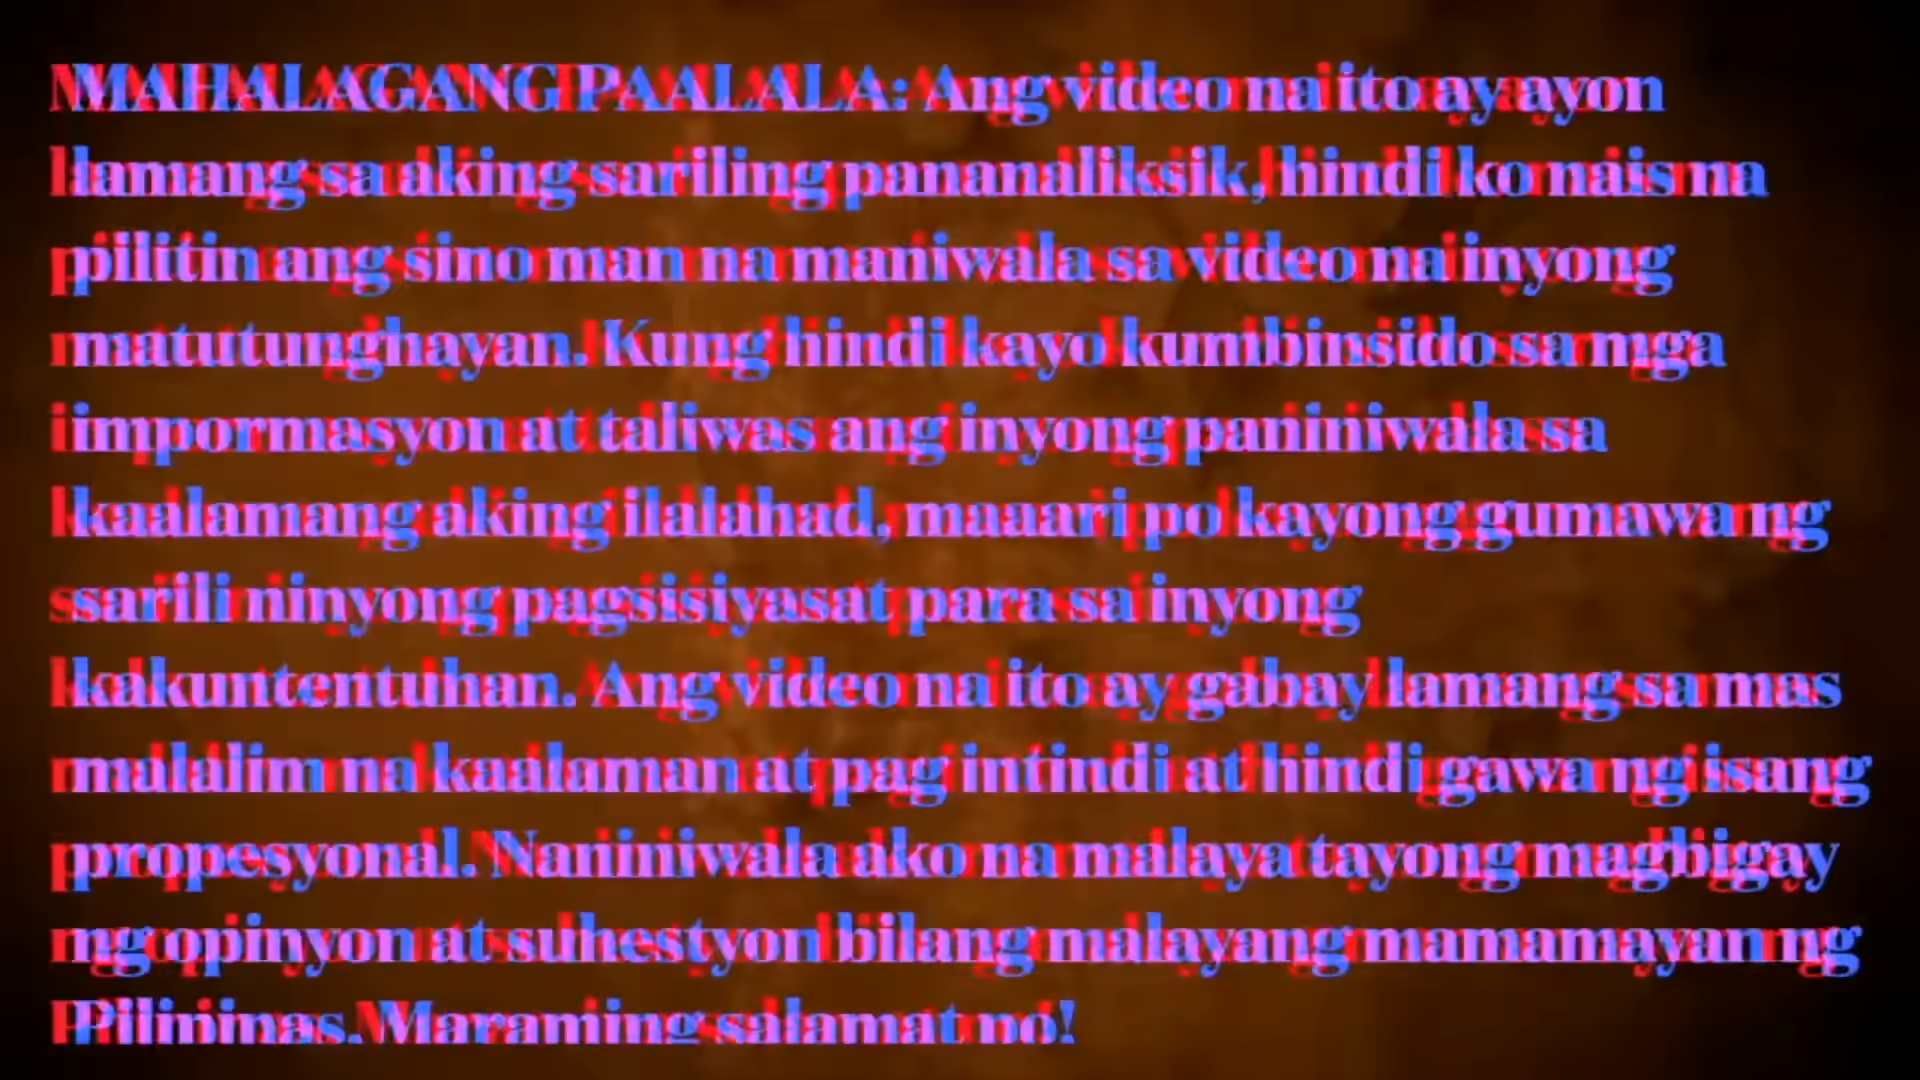 MAHALAGANG PAALALA: Ang video na ito ay ayon
lamang sa aking sariling pananaliksik, hindi ko nais na
pilitin ang sino man na maniwala sa video na inyong
matutunghayan. Kung hindi kayo kumbinsido sa mga
impormasyon at taliwas ang inyong paniniwala sa
kaalamang aking ilalahad, maaari po kayong gumawa ng
sarili ninyong pagsisiyasat para sa inyong
kakuntentuhan. Ang video na ito ay gabay lamang sa mas
malalim na kaalaman at pag intindi at hindi gawa ng isang
propesyonal. Naniniwala ako na malaya tayong magbigay
ng opinyon at suhestyon bilang malayang mamamayan ng
Pilipinas. Maraming salamat po!